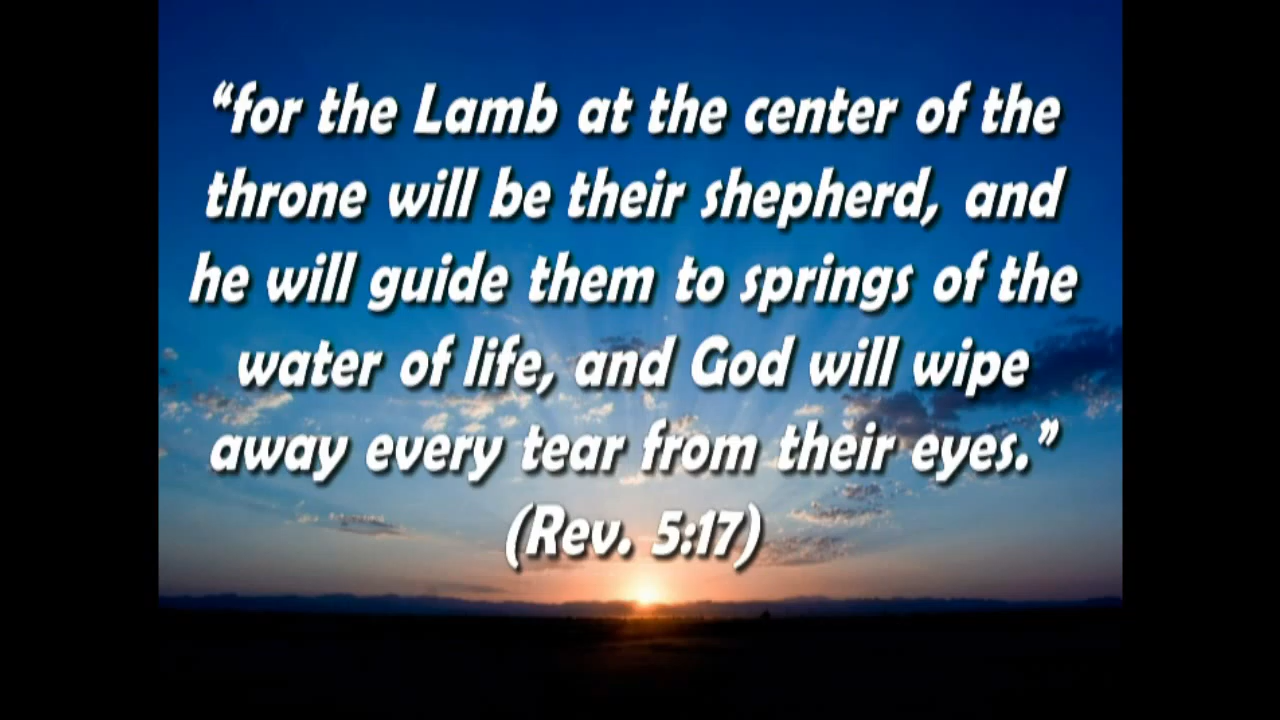 “for the Lamb at the center of the
throne will be their shepherd, and
he will guide them to springs of the
water of life, and God will wipe
away every tear from their eyes.”
(Rev. 5:17)